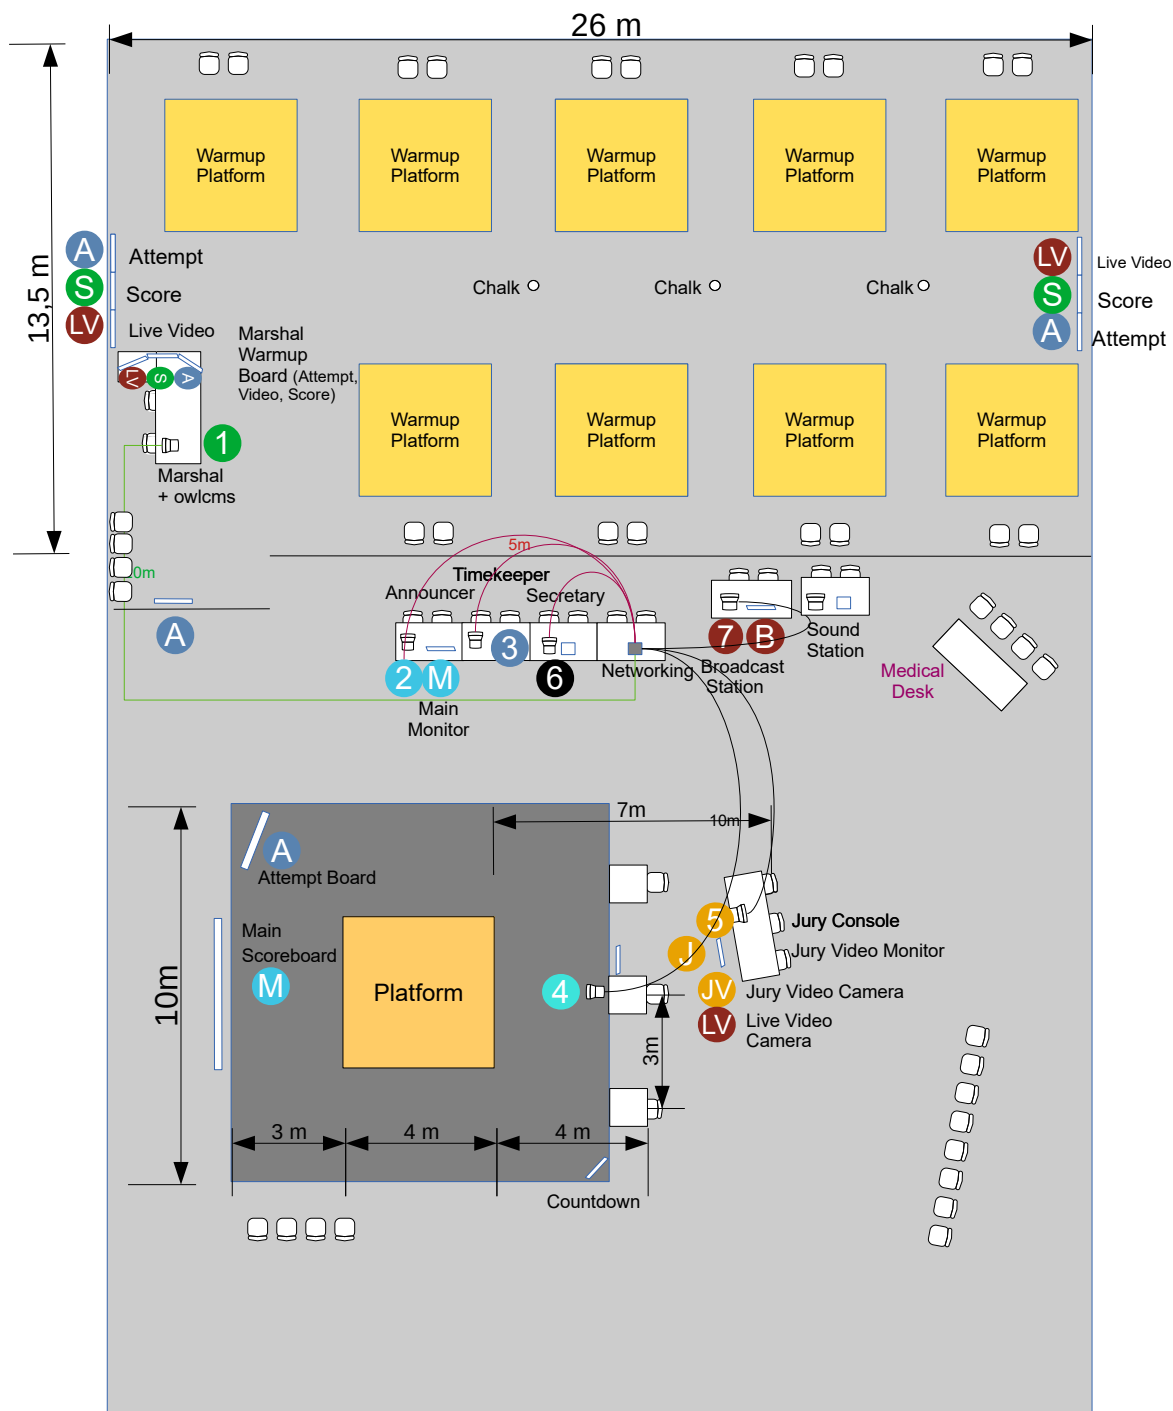 26 m
13,5 m
Warmup
Platform
Warmup
Platform
Warmup
Platform
Warmup
Platform
Warmup
Platform
A
Attempt
S
Score
LV
Live Video
Chalk
Chalk
Chalk
LV
Live Video
S
Score
A
Attempt
Marshal
Warmup
Board (Attempt,
Video, Score)
LV
S
A
1
Marshal
+ owlcms
Warmup
Platform
Warmup
Platform
Warmup
Platform
Warmup
Platform
0m
A
5m
Timekeeper
Announcer
Secretary
3
2
M
6
Main
Monitor
Networking
7
B
Broadcast
Station
Sound
Station
Medical
Desk
10m
7m
10m
A
Attempt Board
Main
Scoreboard
M
Platform
4
5
J
Jury Console
Jury Video Monitor
JV
Jury Video Camera
LV
Live Video
Camera
3m
3 m
4 m
4 m
Countdown